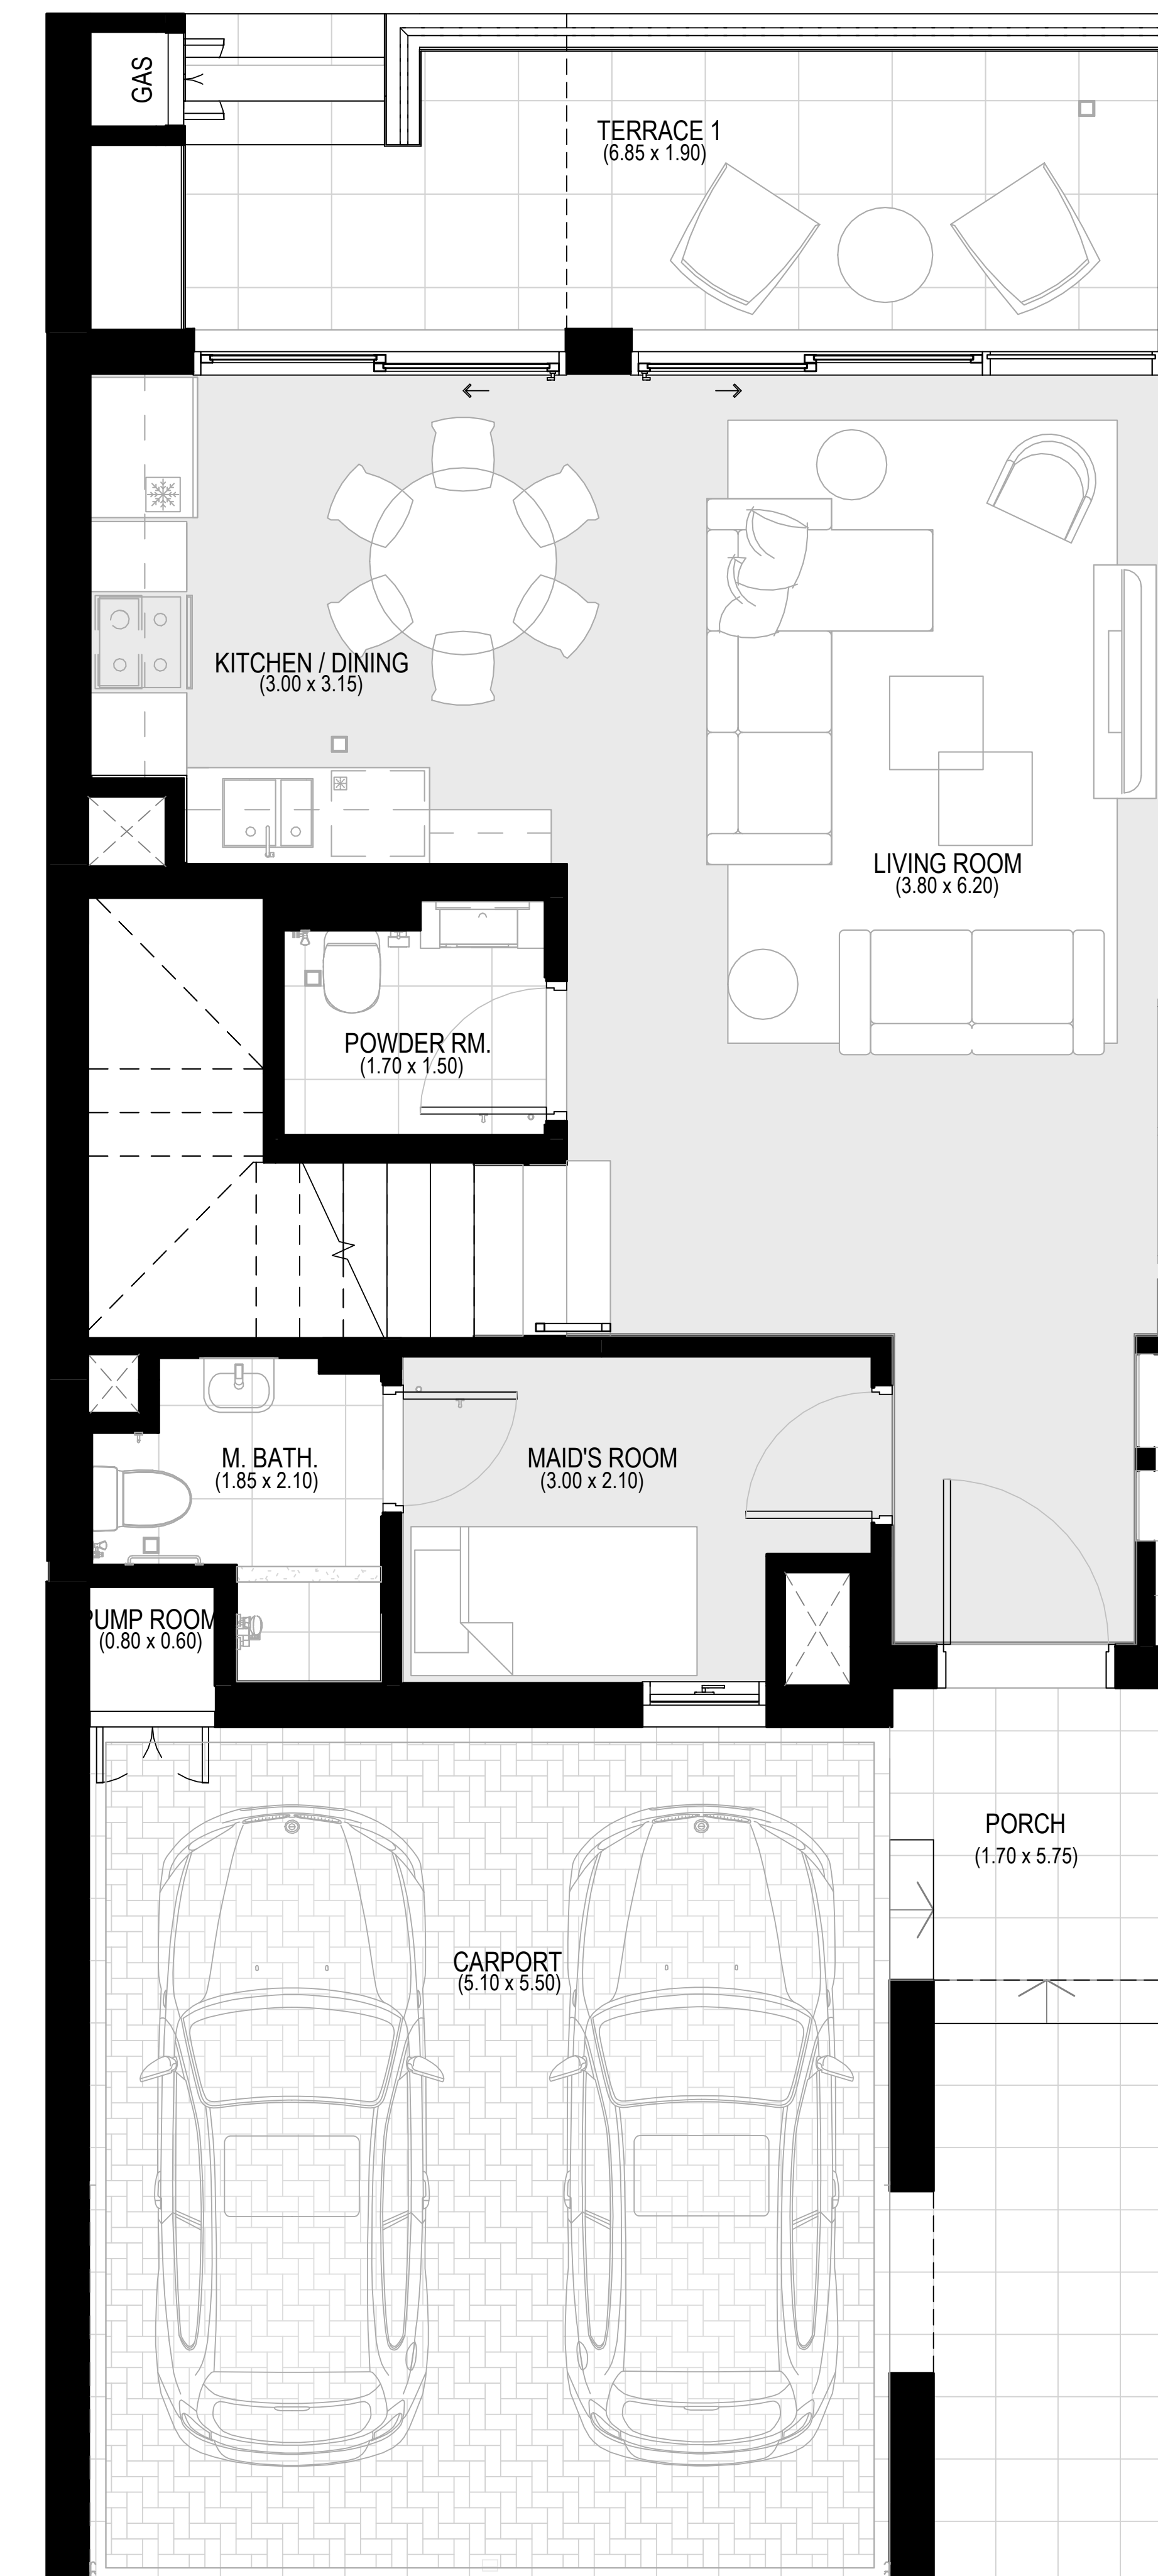 GAS
TERRACE 1
(6.85 x 1.90)
KITCHEN / DINING
(3.00 x 3.15)
LIVING ROOM
(3.80 x 6.20)
POWDER RM.
(1.70 x 1.50)
M. BATH.
(1.85 x 2.10)
MAID'S ROOM
(3.00 x 2.10)
PUMP ROOM
(0.80 x 0.60)
PORCH
(1.70 x 5.75)
CARPORT
(5.10 x 5.50)